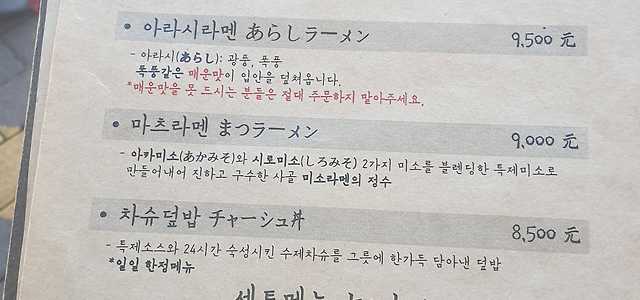 • 아라시라멘 あらしラーメン 9,500 元
- 아라시(あらし): 광풍, 폭풍
폭풍같은 매운맛이 입안을 덮쳐옵니다.
*매운맛을 못 드시는 분들은 절대 주문하지 말아주세요.
• 마츠라멘 まつラーメン 9,000 元
- 아카미소(あかみそ)와 시로미소(しろみそ) 2가지 미소를 블렌딩한 특제미소로
만들어내어 진하고 구수한 사골 미소라멘의 정수
• 차슈덮밥 チャーシュ丼 8,500 元
- 특제소스와 24시간 숙성시킨 수제차슈를 그릇에 한가득 담아낸 덮밥
*일일 한정메뉴
세트메뉴